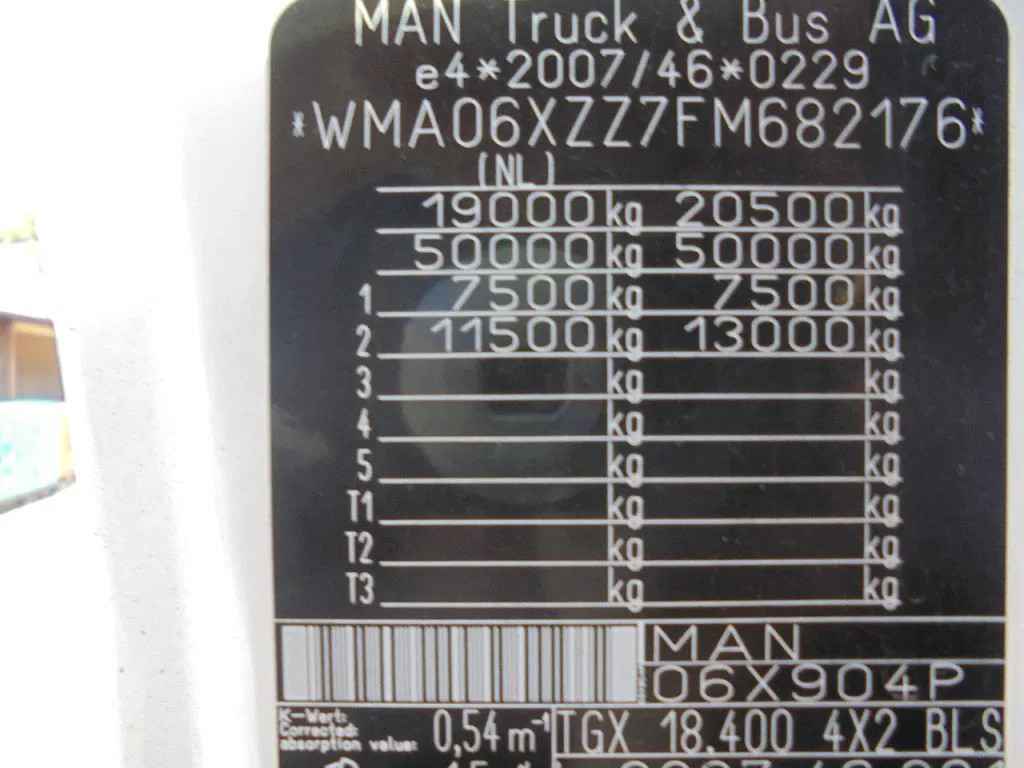 MAN Truck & Bus AG
e4*2007/46*0229
*WMA06XZZ7FM682176*
(NL)
19000 kg 20500 kg
50000 kg 50000 kg
1 7500 kg 7500 kg
2 11500 kg 13000 kg
3 kg kg
4 kg kg
5 kg kg
T1 kg kg
T2 kg kg
T3 kg kg
MAN
06X904P
K-Wert:
Corrected:
absorption value: 0,54 m⁻¹
TGX 18.400 4X2 BLS